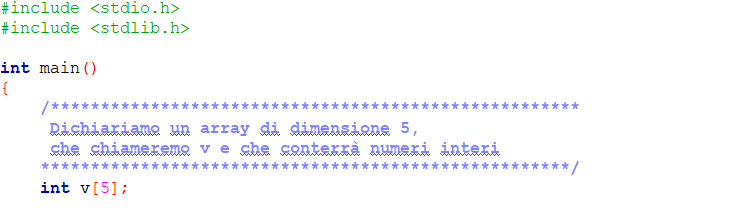 #include <stdio.h>
#include <stdlib.h>
int main()
{
/*****************************************************
Dichiariamo un array di dimensione 5,
che chiameremo v e che conterrà numeri interi
*****************************************************/
int v[5];